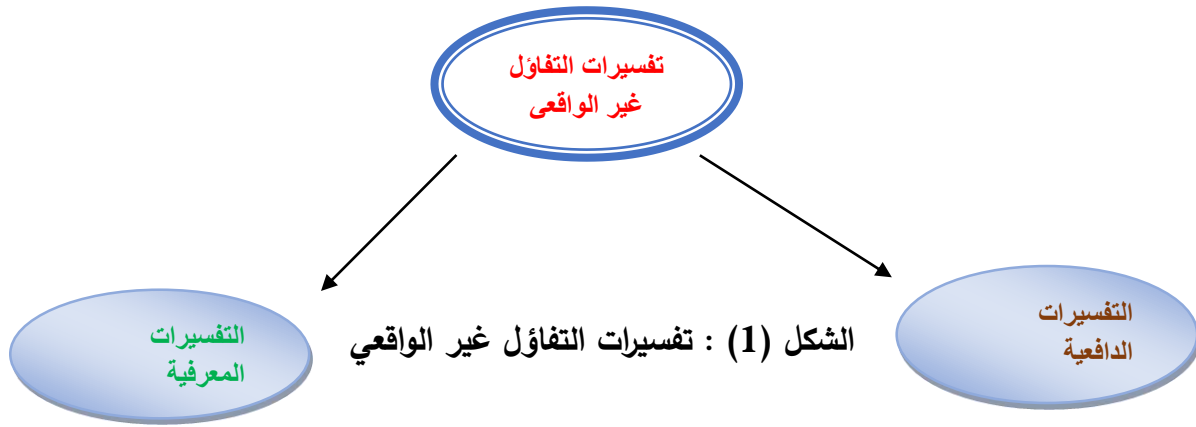 تفسيرات التفاؤل
غير الواقعى
التفسيرات
الدافعية
الشكل (1) : تفسيرات التفاؤل غير الواقعي
التفسيرات
المعرفية